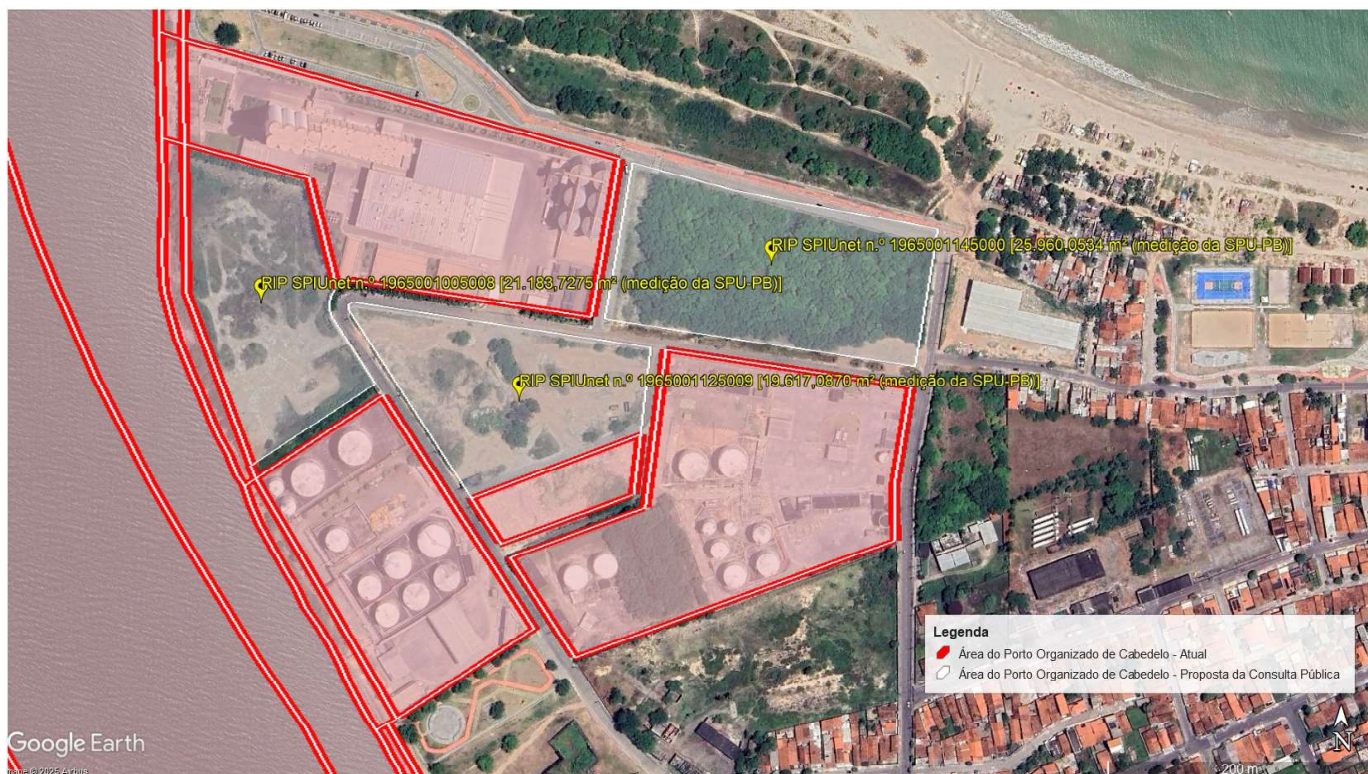 RIP SPIUnet n.º 1965001145000 [25.960,0534 m² (medição da SPU-PB)]
RIP SPIUnet n.º 1965001005008 [21.183,7275 m² (medição da SPU-PB)]
RIP SPIUnet n.º 1965001125009 [19.617,0870 m² (medição da SPU-PB)]
Legenda
Área do Porto Organizado de Cabedelo - Atual
Área do Porto Organizado de Cabedelo - Proposta da Consulta Pública
Google Earth
N
200 m
© 2025 Airbus